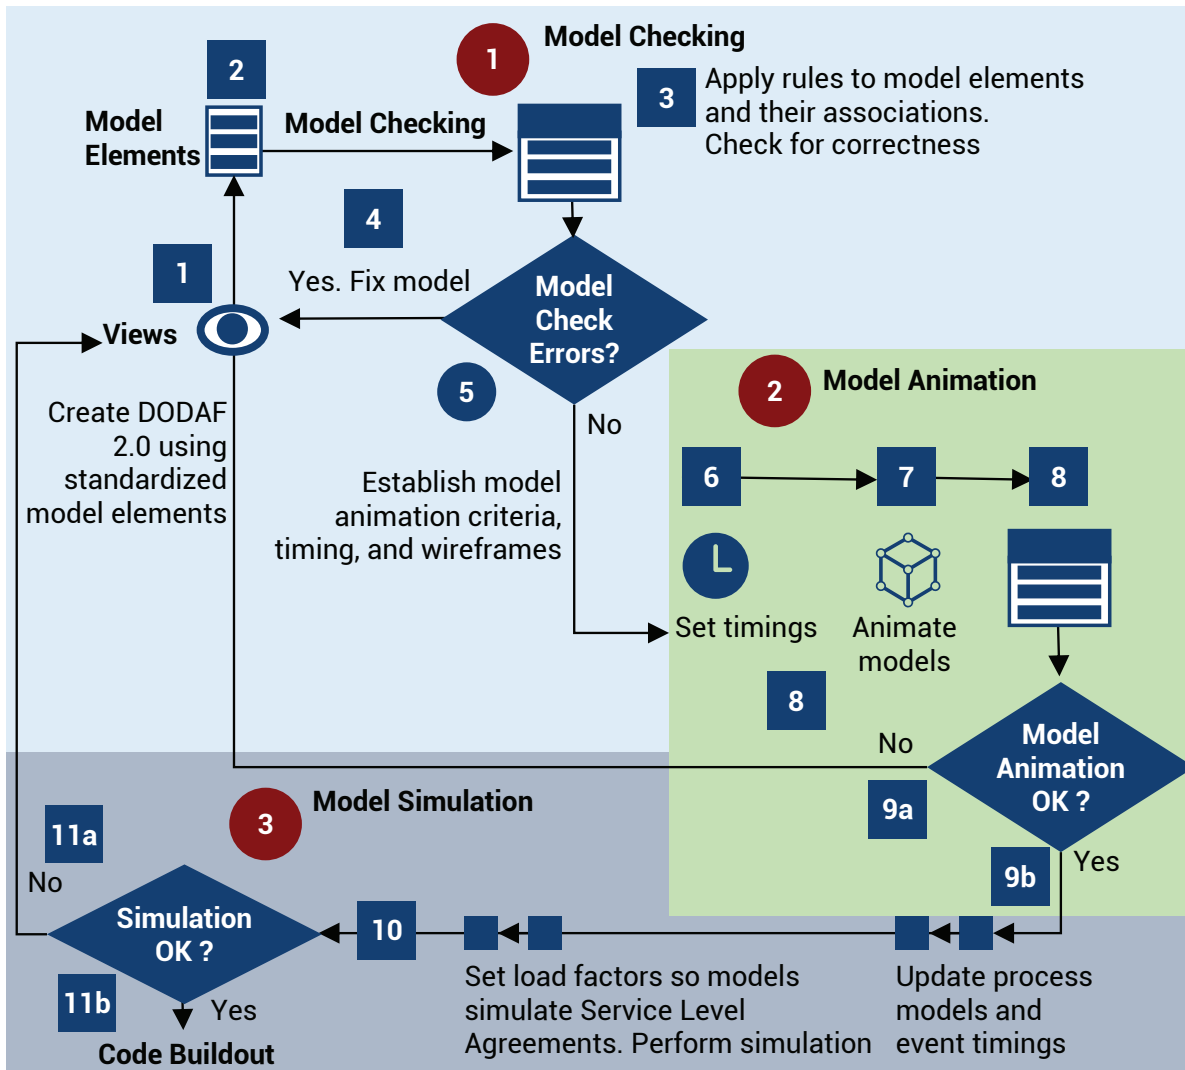 1
Model Checking
2
3
Apply rules to model elements
and their associations.
Check for correctness
Model
Elements
Model Checking
4
Yes. Fix model
1
Views
Model
Check
Errors?
5
No
Create DODAF
2.0 using
standardized
model elements
Establish model
animation criteria,
timing, and wireframes
2
Model Animation
6
7
8
Set timings
Animate
models
8
No
Model
Animation
OK ?
9a
9b
Yes
3
Model Simulation
11a
No
Simulation
OK ?
10
11b
Yes
Code Buildout
Set load factors so models
simulate Service Level
Agreements. Perform simulation
Update process
models and
event timings